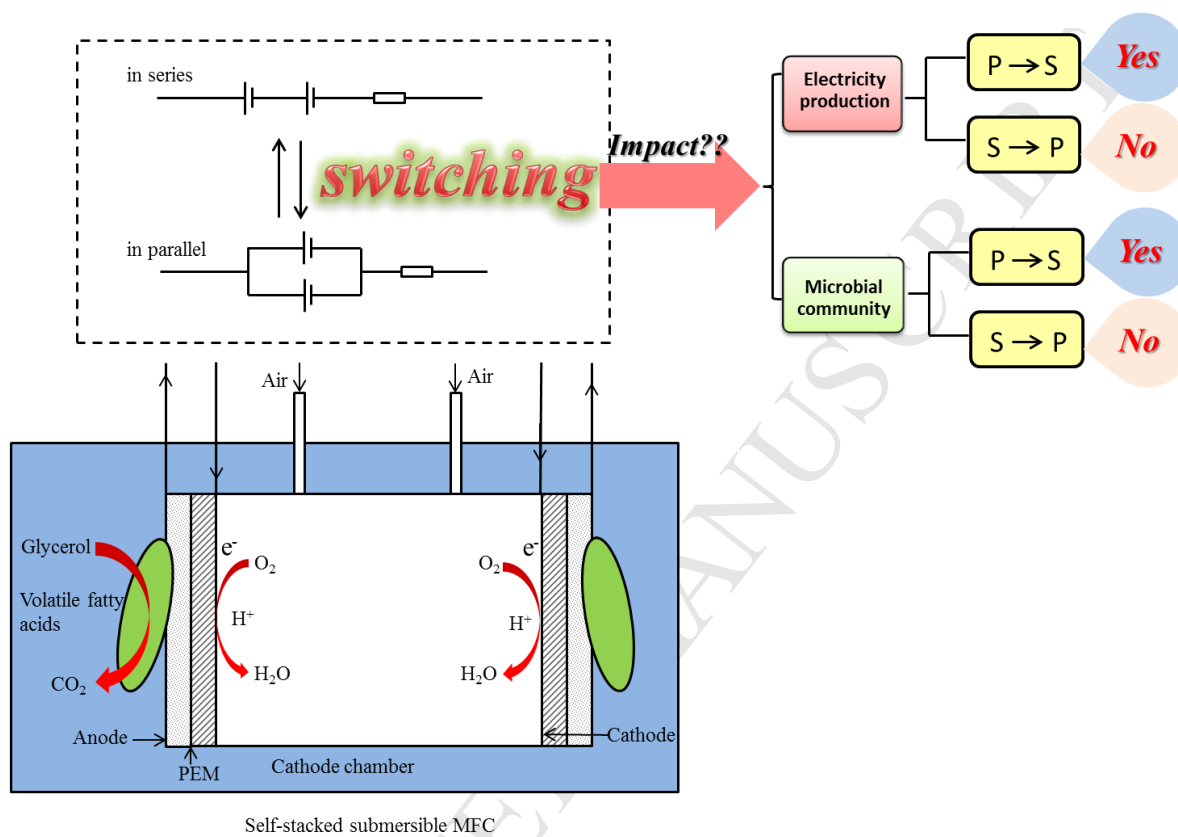 in series
switching
in parallel
Impact??
Electricity
production
P → S
Yes
S → P
No
Microbial
community
P → S
Yes
S → P
No
Air
Air
Glycerol
Volatile fatty
acids
CO₂
e⁻
O₂
H⁺
H₂O
e⁻
O₂
H⁺
H₂O
Anode
PEM
Cathode
Cathode chamber
Self-stacked submersible MFC